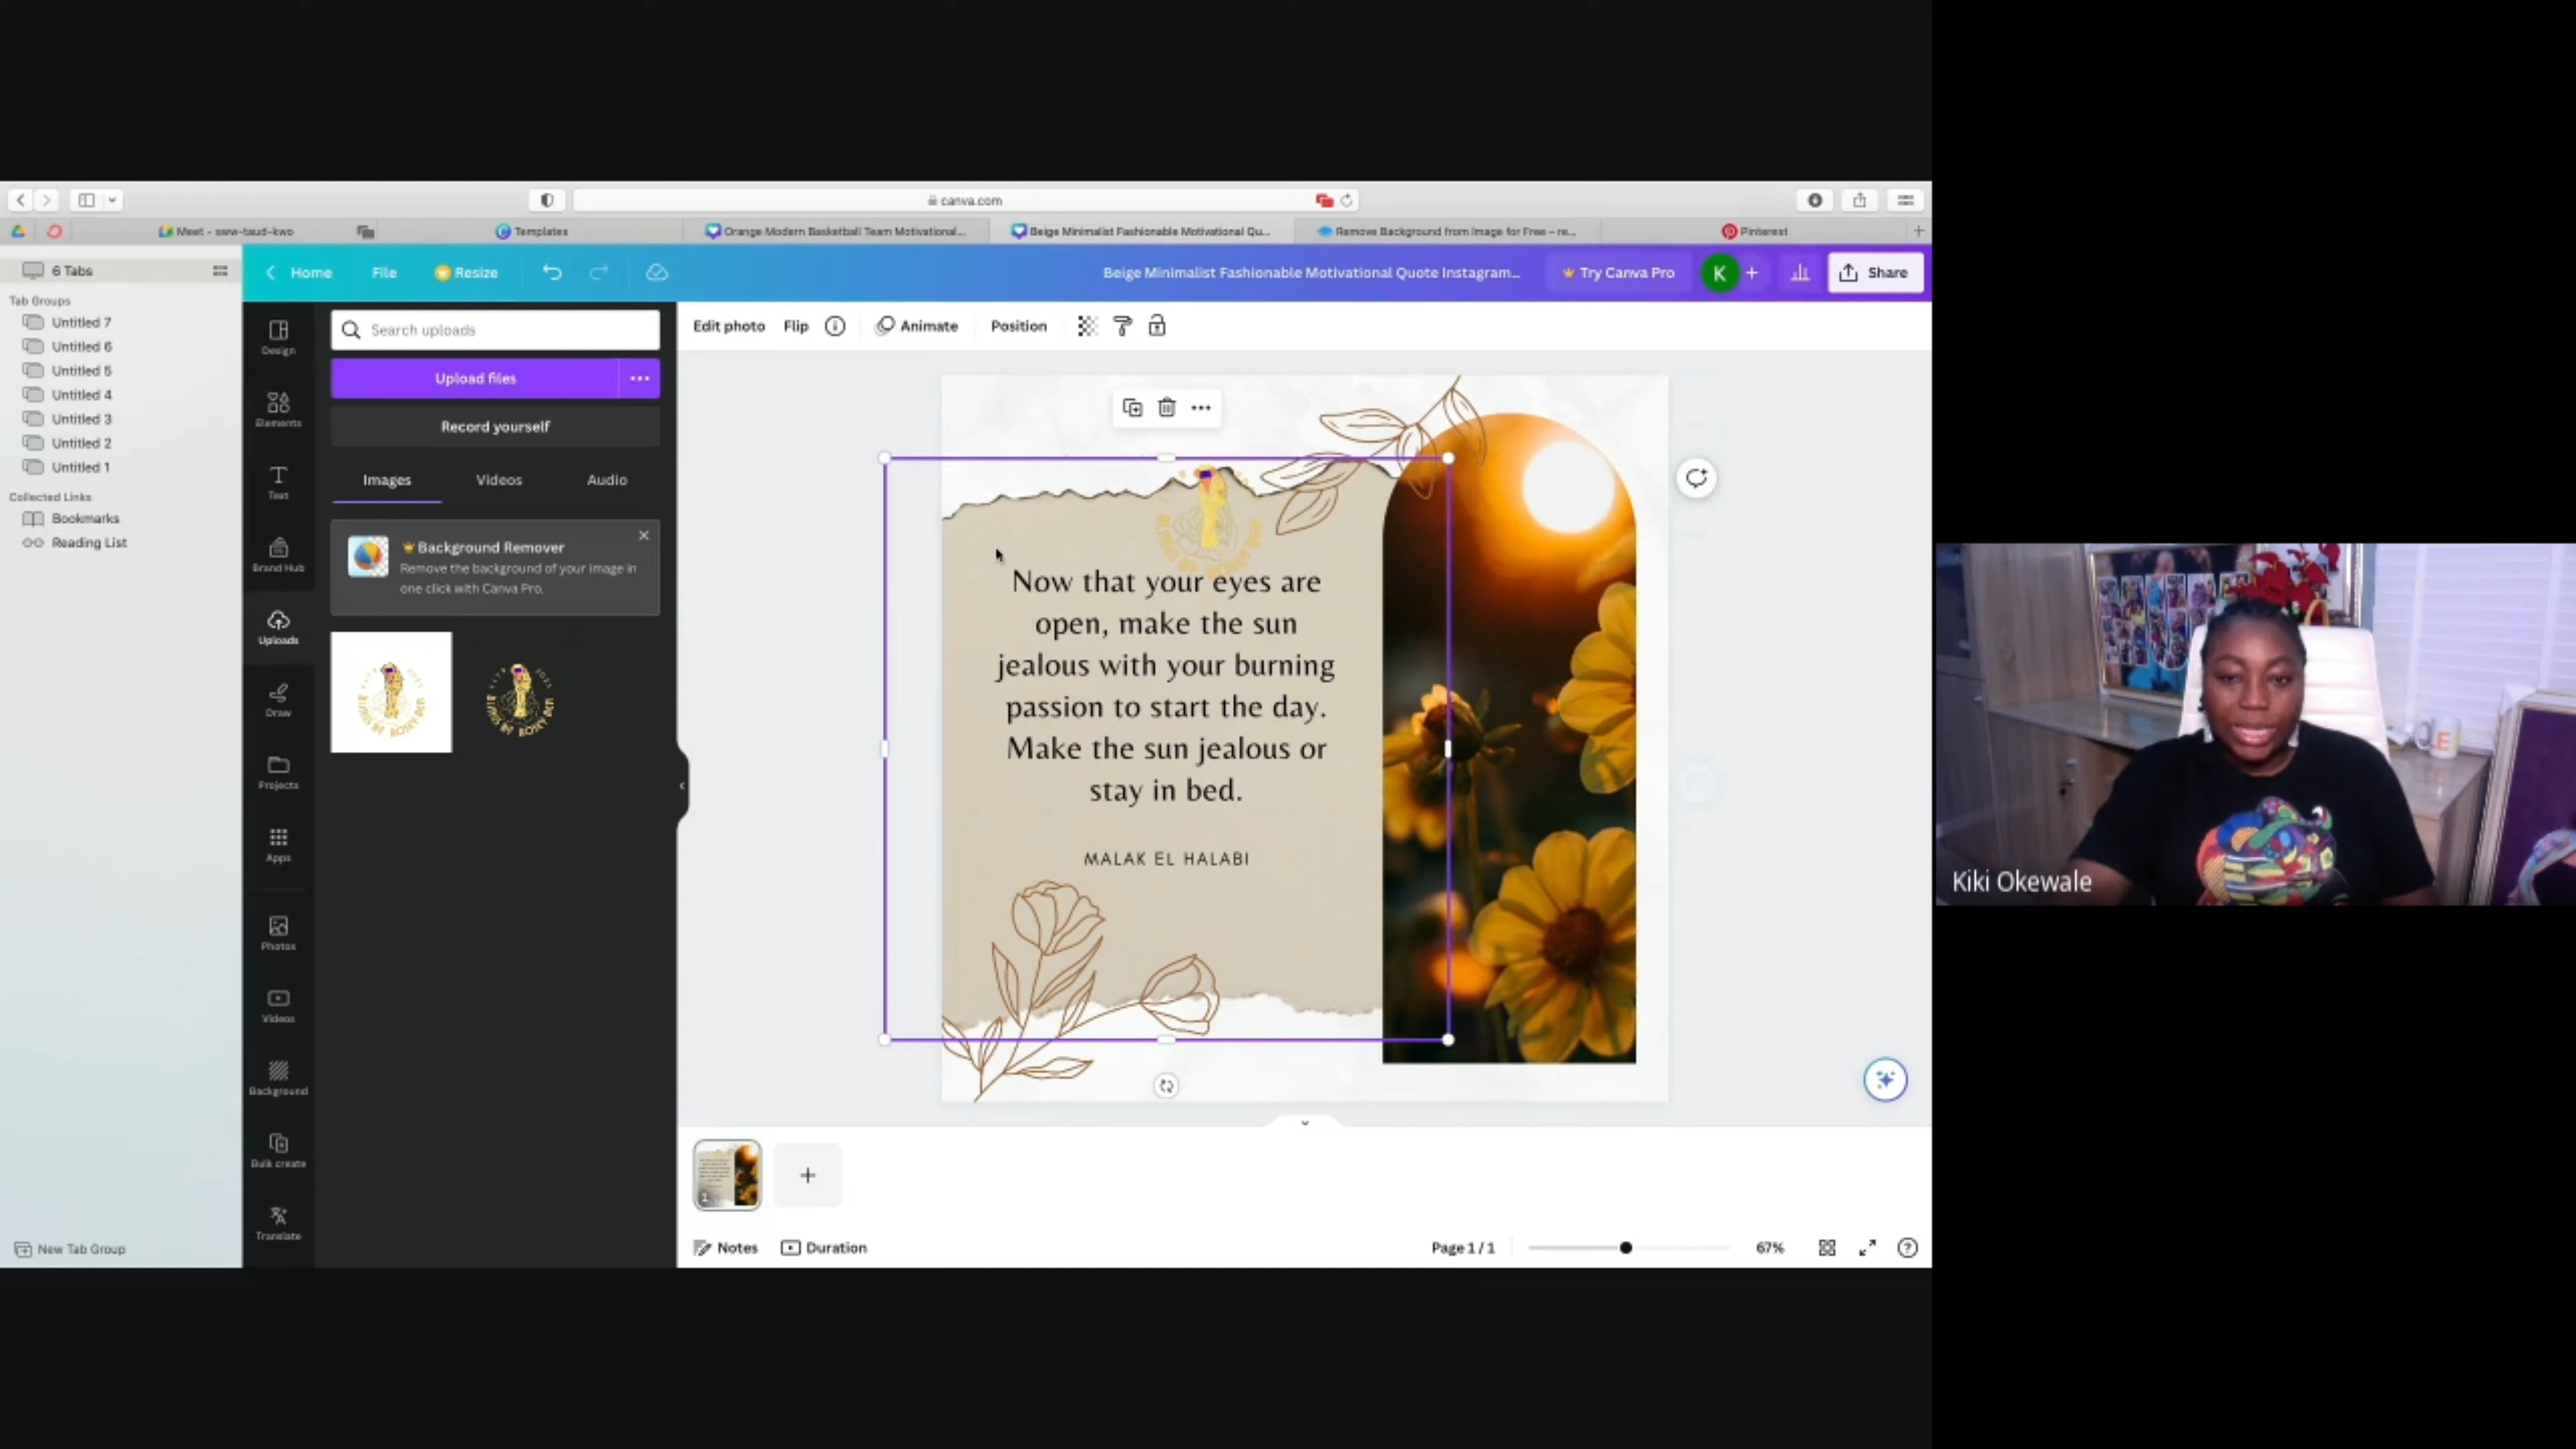 canva.com
Meet - sww-taud-kwo
Templates
Orange Modern Basketball Team Motivational...
Beige Minimalist Fashionable Motivational Qu...
Remove Background from Image for Free – re...
Pinterest
6 Tabs
Tab Groups
Untitled 7
Untitled 6
Untitled 5
Untitled 4
Untitled 3
Untitled 2
Untitled 1
Collected Links
Bookmarks
Reading List
New Tab Group
Home
File
Resize
Beige Minimalist Fashionable Motivational Quote Instagram...
Try Canva Pro
K
Share
Design
Elements
Text
Brand Hub
Uploads
Draw
Projects
Apps
Photos
Videos
Background
Bulk create
Translate
Search uploads
Upload files
Record yourself
Images
Videos
Audio
Background Remover
Remove the background of your image in
one click with Canva Pro.
Edit photo
Flip
Animate
Position
Now that your eyes are
open, make the sun
jealous with your burning
passion to start the day.
Make the sun jealous or
stay in bed.
MALAK EL HALABI
1
Notes
Duration
Page 1 / 1
67%
Kiki Okewale